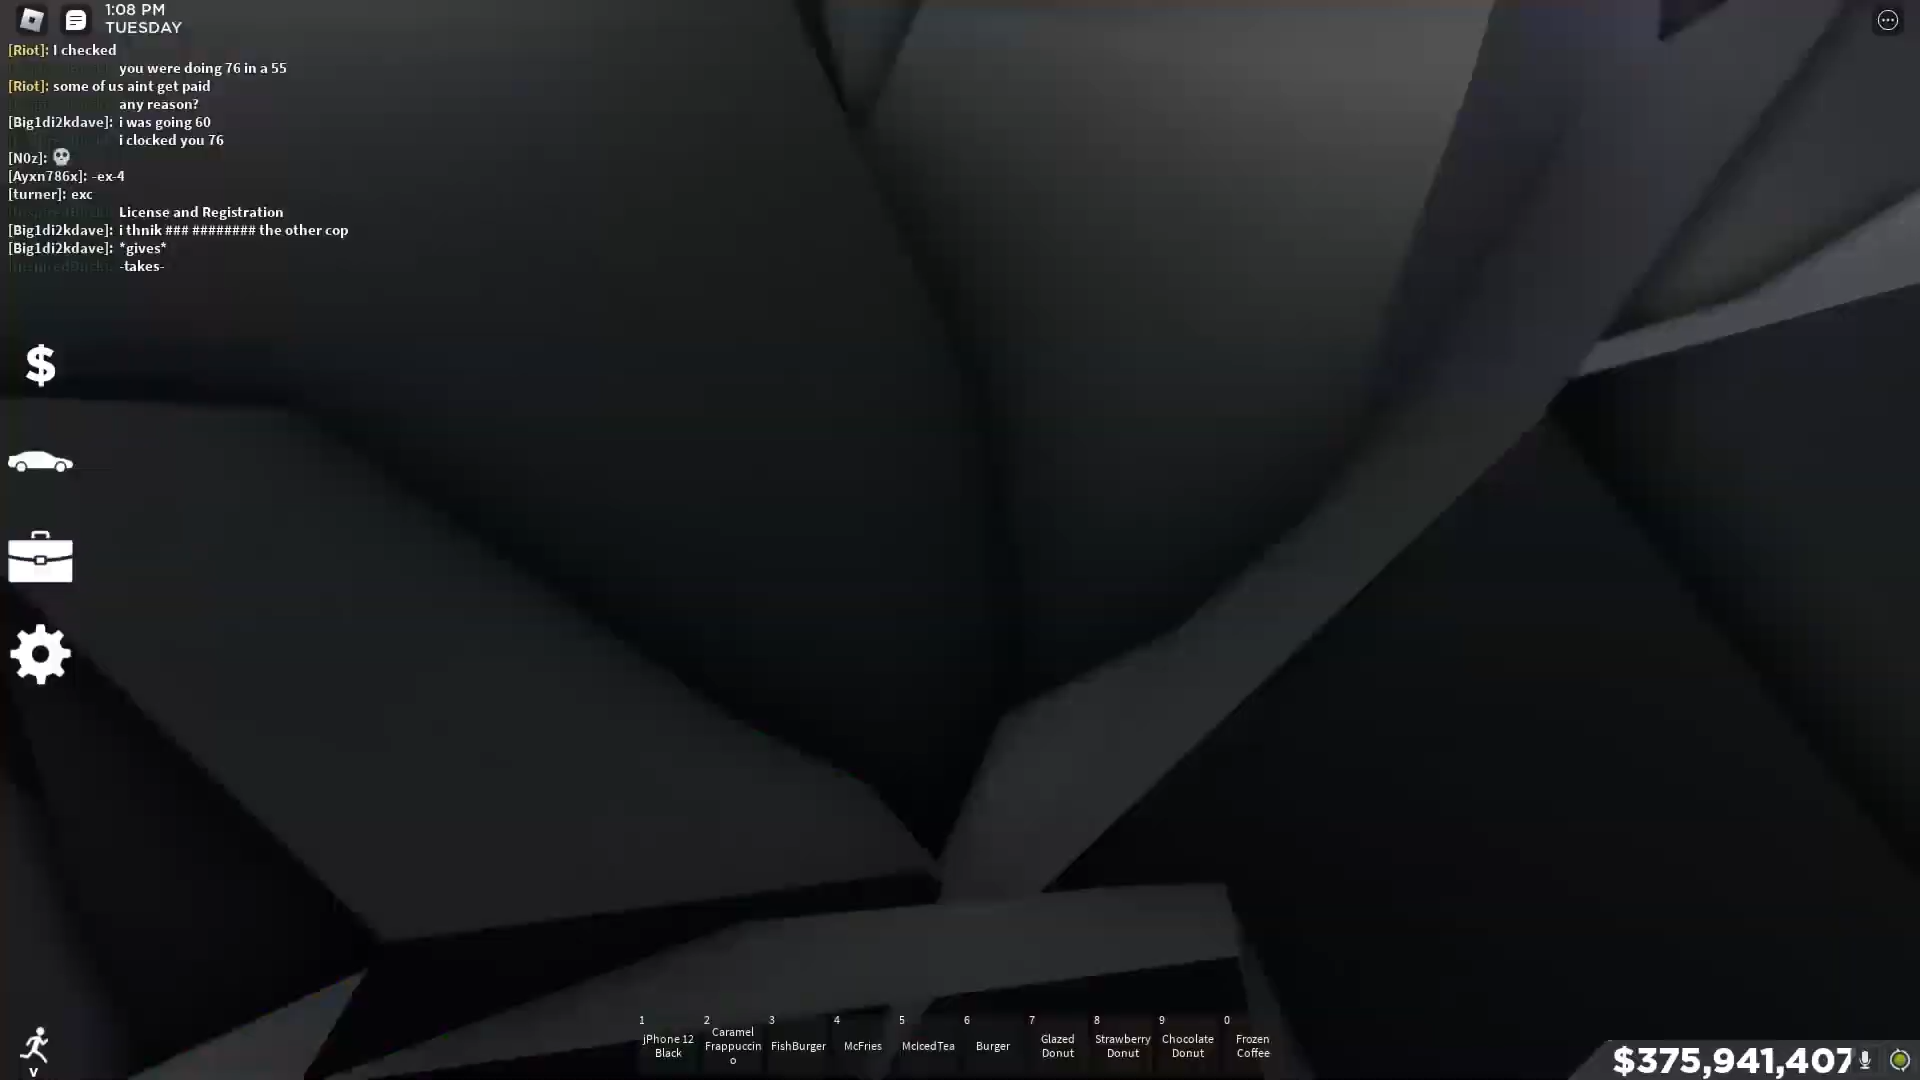 1:08 PM
TUESDAY
[Riot]: I checked
you were doing 76 in a 55
[Riot]: some of us aint get paid
any reason?
[Big1di2kdave]: i was going 60
i clocked you 76
[N0z]: 💀
[Ayxn786x]: -ex-4
[turner]: exc
License and Registration
[Big1di2kdave]: i thnik ### ######## the other cop
[Big1di2kdave]: *gives*
-takes-
$
V
1 2 3 4 5 6 7 8 9 0
jPhone 12 Black
Caramel Frappuccin o
FishBurger
McFries
McIcedTea
Burger
Glazed Donut
Strawberry Donut
Chocolate Donut
Frozen Coffee
$375,941,407